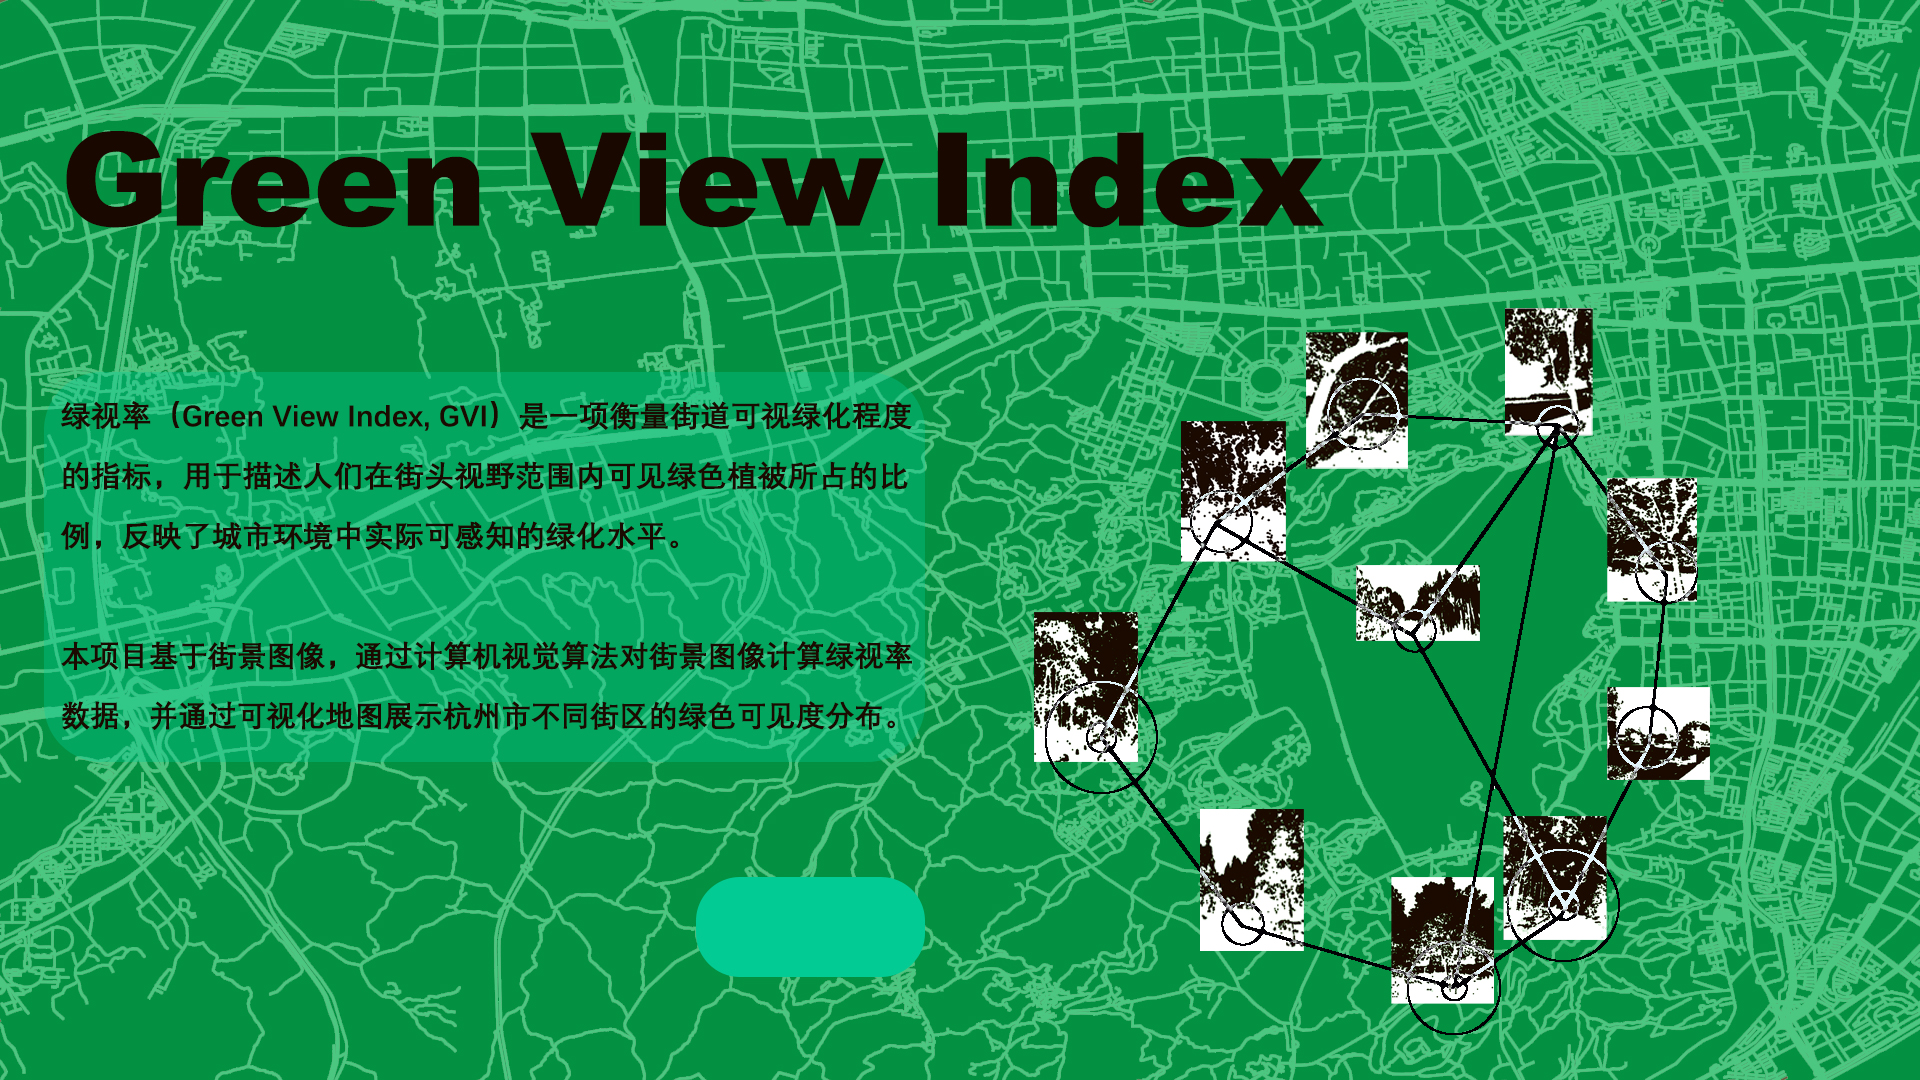 Green View Index
绿视率（Green View Index, GVI）是一项衡量街道可视绿化程度
的指标，用于描述人们在街头视野范围内可见绿色植被所占的比
例，反映了城市环境中实际可感知的绿化水平。
本项目基于街景图像，通过计算机视觉算法对街景图像计算绿视率
数据，并通过可视化地图展示杭州市不同街区的绿色可见度分布。